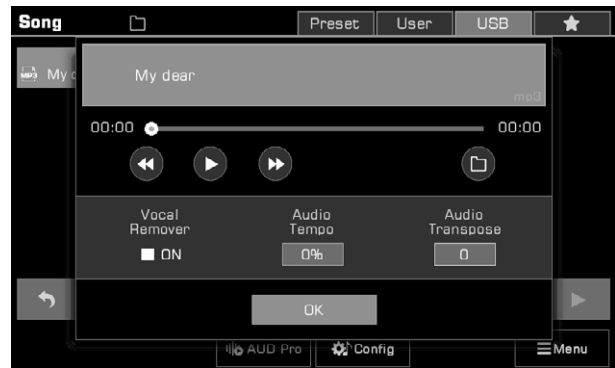 Song
Preset
User
USB
MP3
My d
My dear
mp3
00:00
00:00
Vocal
Remover
ON
Audio
Tempo
0%
Audio
Transpose
0
OK
AUD Pro
Config
Menu